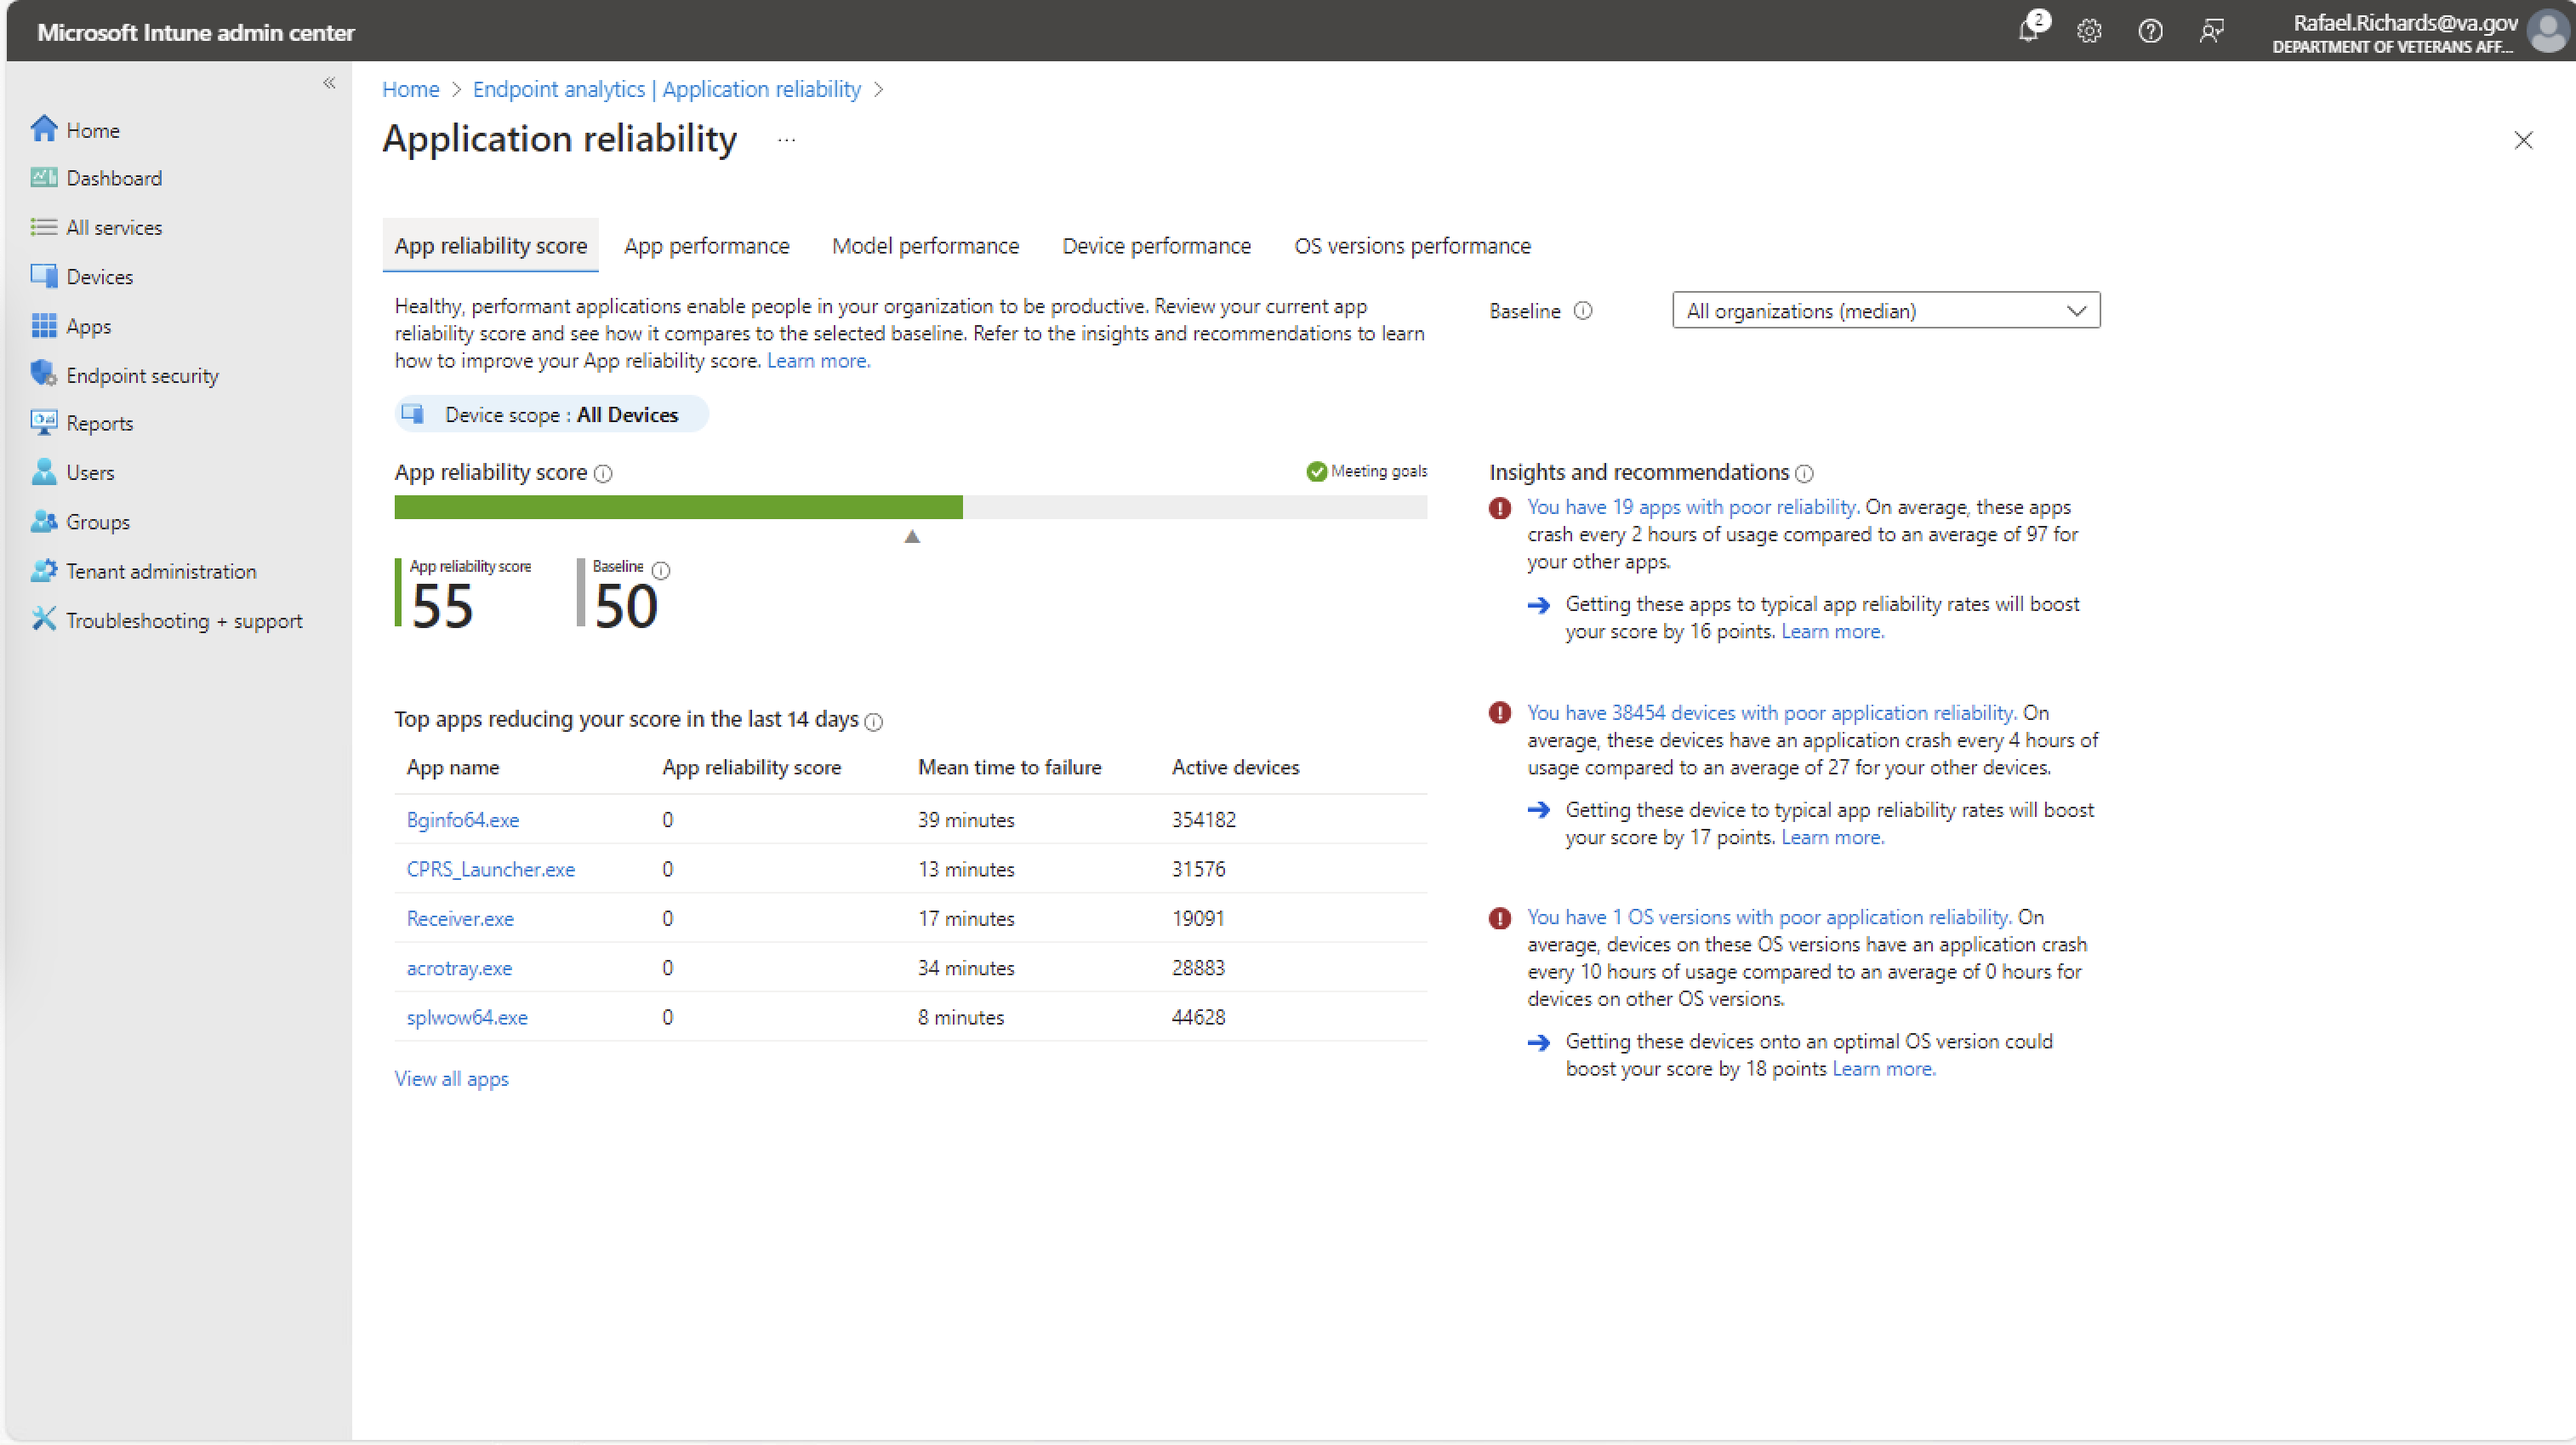 Microsoft Intune admin center
2
Rafael.Richards@va.gov
DEPARTMENT OF VETERANS AFF...
«
Home
Dashboard
All services
Devices
Apps
Endpoint security
Reports
Users
Groups
Tenant administration
Troubleshooting + support
Home > Endpoint analytics | Application reliability >
Application reliability ...
App reliability score App performance Model performance Device performance OS versions performance
Healthy, performant applications enable people in your organization to be productive. Review your current app
reliability score and see how it compares to the selected baseline. Refer to the insights and recommendations to learn
how to improve your App reliability score. Learn more.
Baseline All organizations (median)
Device scope : All Devices
App reliability score Meeting goals
App reliability score Baseline
55 50
Top apps reducing your score in the last 14 days
App name App reliability score Mean time to failure Active devices
Bginfo64.exe 0 39 minutes 354182
CPRS_Launcher.exe 0 13 minutes 31576
Receiver.exe 0 17 minutes 19091
acrotray.exe 0 34 minutes 28883
splwow64.exe 0 8 minutes 44628
View all apps
Insights and recommendations
You have 19 apps with poor reliability. On average, these apps
crash every 2 hours of usage compared to an average of 97 for
your other apps.
Getting these apps to typical app reliability rates will boost
your score by 16 points. Learn more.
You have 38454 devices with poor application reliability. On
average, these devices have an application crash every 4 hours of
usage compared to an average of 27 for your other devices.
Getting these device to typical app reliability rates will boost
your score by 17 points. Learn more.
You have 1 OS versions with poor application reliability. On
average, devices on these OS versions have an application crash
every 10 hours of usage compared to an average of 0 hours for
devices on other OS versions.
Getting these devices onto an optimal OS version could
boost your score by 18 points Learn more.